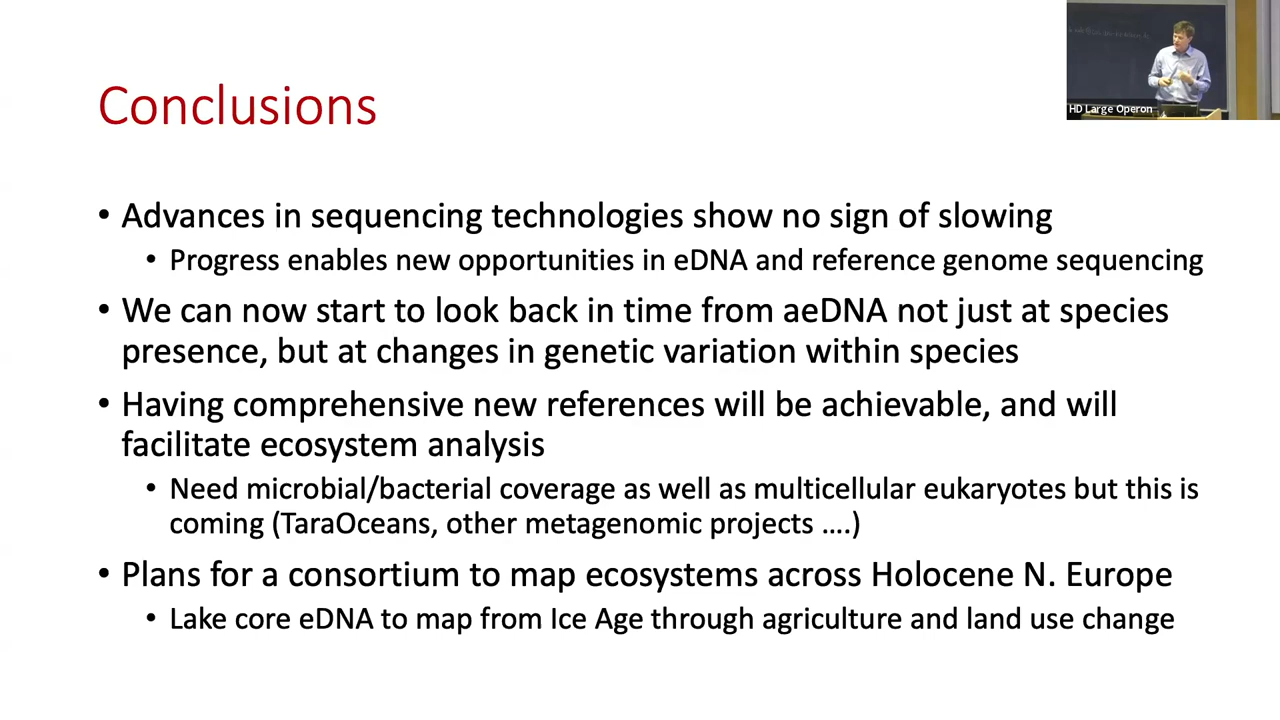 HD Large Operon
Conclusions
• Advances in sequencing technologies show no sign of slowing
• Progress enables new opportunities in eDNA and reference genome sequencing
• We can now start to look back in time from aeDNA not just at species
presence, but at changes in genetic variation within species
• Having comprehensive new references will be achievable, and will
facilitate ecosystem analysis
• Need microbial/bacterial coverage as well as multicellular eukaryotes but this is
coming (TaraOceans, other metagenomic projects ….)
• Plans for a consortium to map ecosystems across Holocene N. Europe
• Lake core eDNA to map from Ice Age through agriculture and land use change